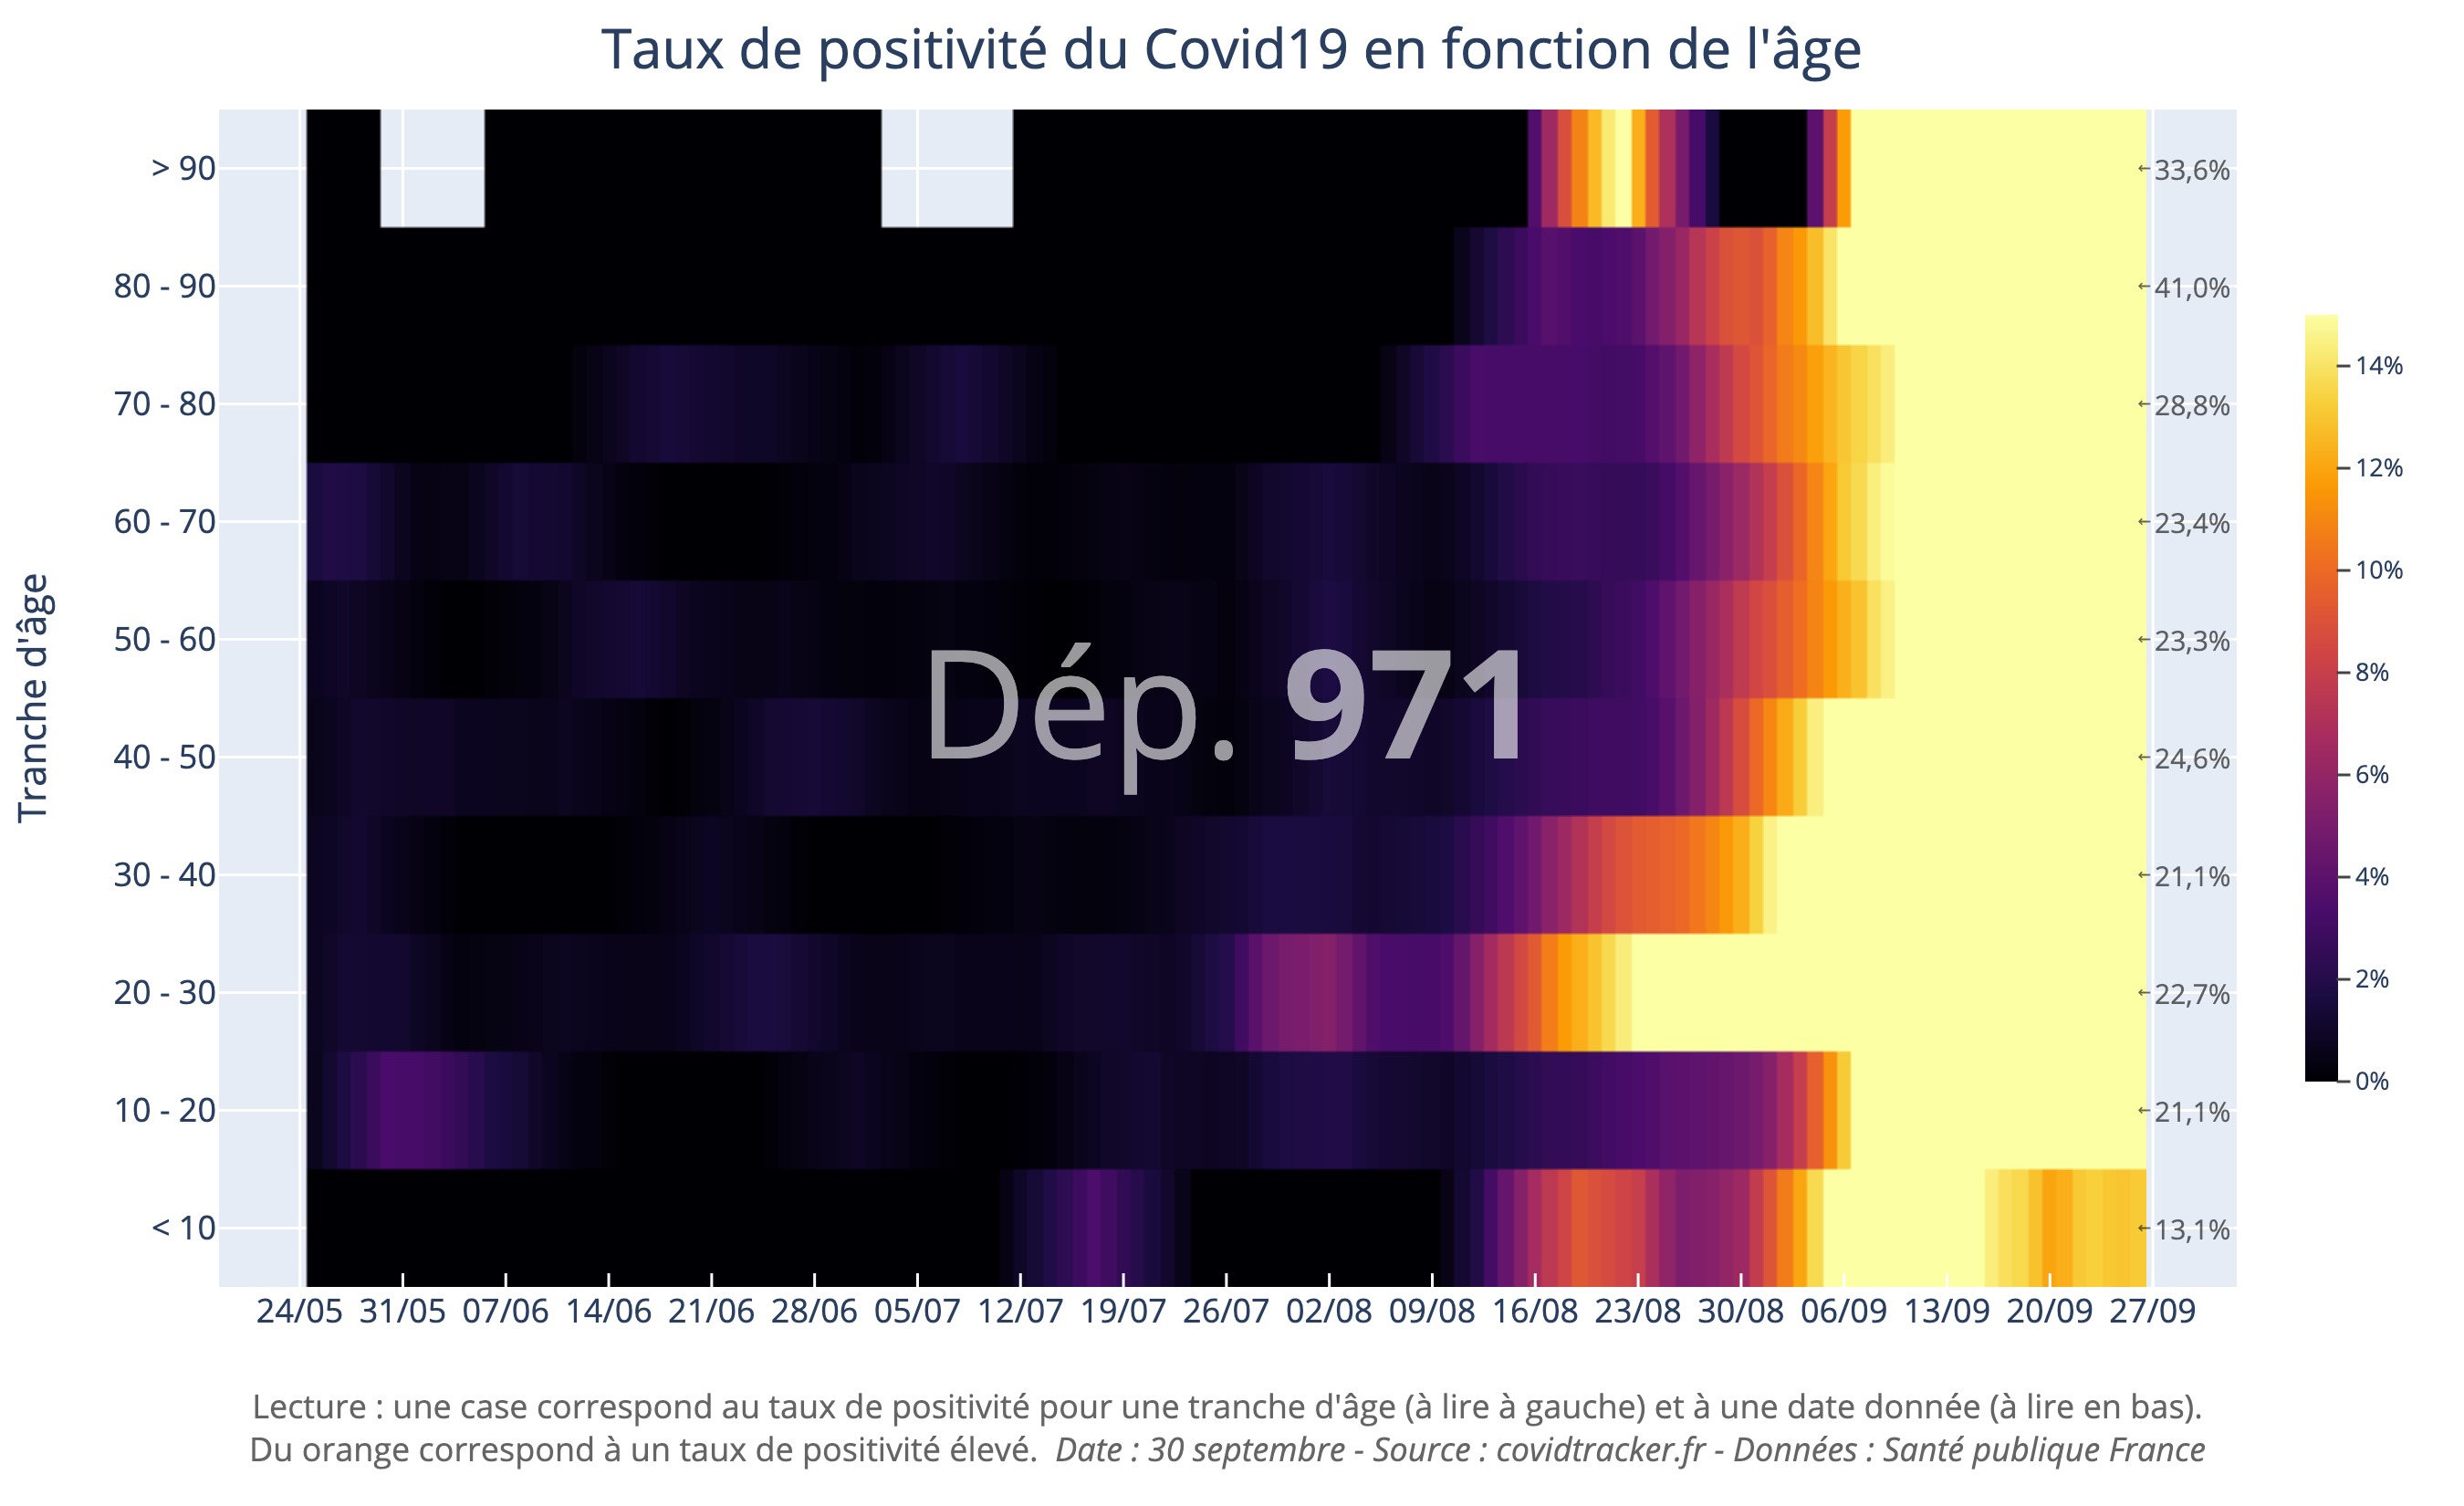 Taux de positivité du Covid19 en fonction de l'âge
Tranche d'âge
> 90
80 - 90
70 - 80
60 - 70
50 - 60
40 - 50
30 - 40
20 - 30
10 - 20
< 10
Dép. 971
←33,6%
←41,0%
←28,8%
←23,4%
←23,3%
←24,6%
←21,1%
←22,7%
←21,1%
←13,1%
14%
12%
10%
8%
6%
4%
2%
0%
24/05 31/05 07/06 14/06 21/06 28/06 05/07 12/07 19/07 26/07 02/08 09/08 16/08 23/08 30/08 06/09 13/09 20/09 27/09
Lecture : une case correspond au taux de positivité pour une tranche d'âge (à lire à gauche) et à une date donnée (à lire en bas).
Du orange correspond à un taux de positivité élevé. Date : 30 septembre - Source : covidtracker.fr - Données : Santé publique France